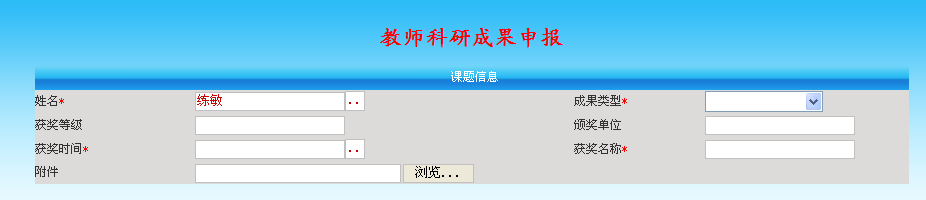 教师科研成果申报
课题信息
姓名* 练敏 .. 成果类型*
获奖等级 颁奖单位
获奖时间* .. 获奖名称*
附件 浏览...